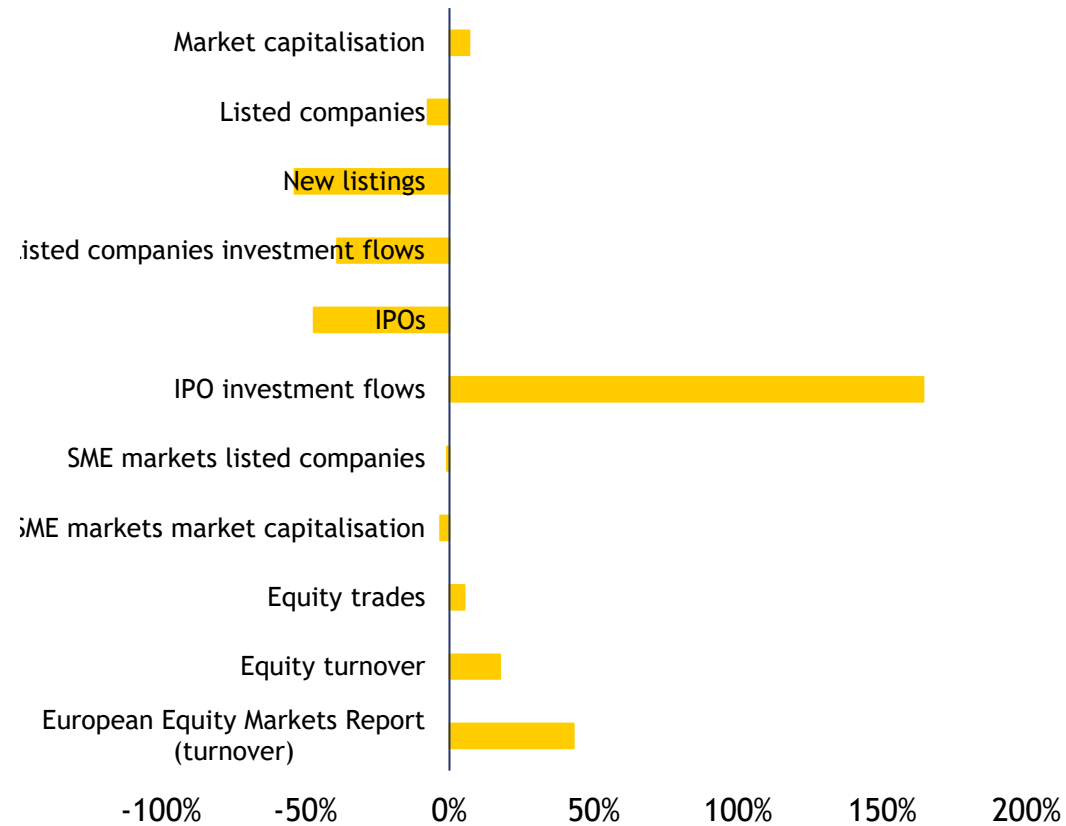 Market capitalisation
Listed companies
New listings
isted companies investment flows
IPOs
IPO investment flows
SME markets listed companies
SME markets market capitalisation
Equity trades
Equity turnover
European Equity Markets Report
(turnover)
-100% -50% 0% 50% 100% 150% 200%